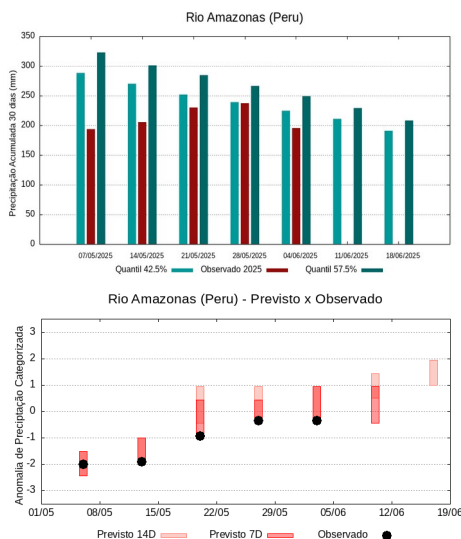 Rio Amazonas (Peru)
Precipitação Acumulada 30 dias (mm)
350
300
250
200
150
100
50
0
07/05/2025 14/05/2025 21/05/2025 28/05/2025 04/06/2025 11/06/2025 18/06/2025
Quantil 42.5% Observado 2025 Quantil 57.5%
Rio Amazonas (Peru) - Previsto x Observado
Anomalia de Precipitação Categorizada
3
2
1
0
-1
-2
-3
01/05 08/05 15/05 22/05 29/05 05/06 12/06 19/06
Previsto 14D Previsto 7D Observado